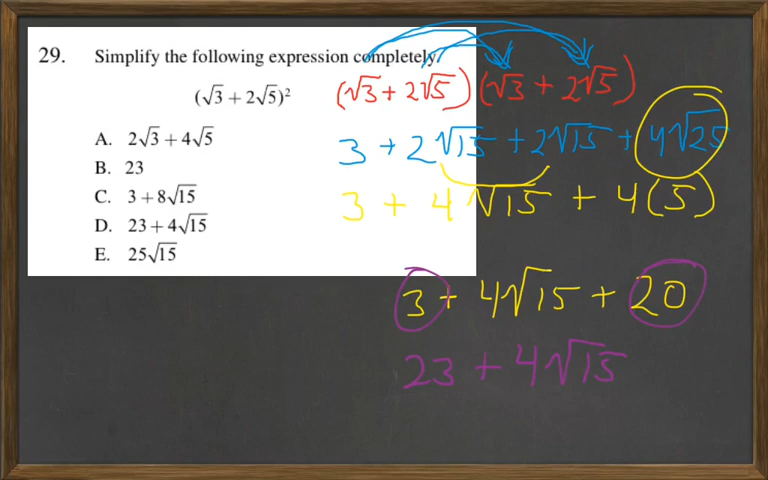 29. Simplify the following expression completely.
(√3 + 2√5)²
A. 2√3 + 4√5
B. 23
C. 3 + 8√15
D. 23 + 4√15
E. 25√15
(√3 + 2√5)(√3 + 2√5)
3 + 2√15 + 2√15 + 4√25
3 + 4√15 + 4(5)
3 + 4√15 + 20
23 + 4√15